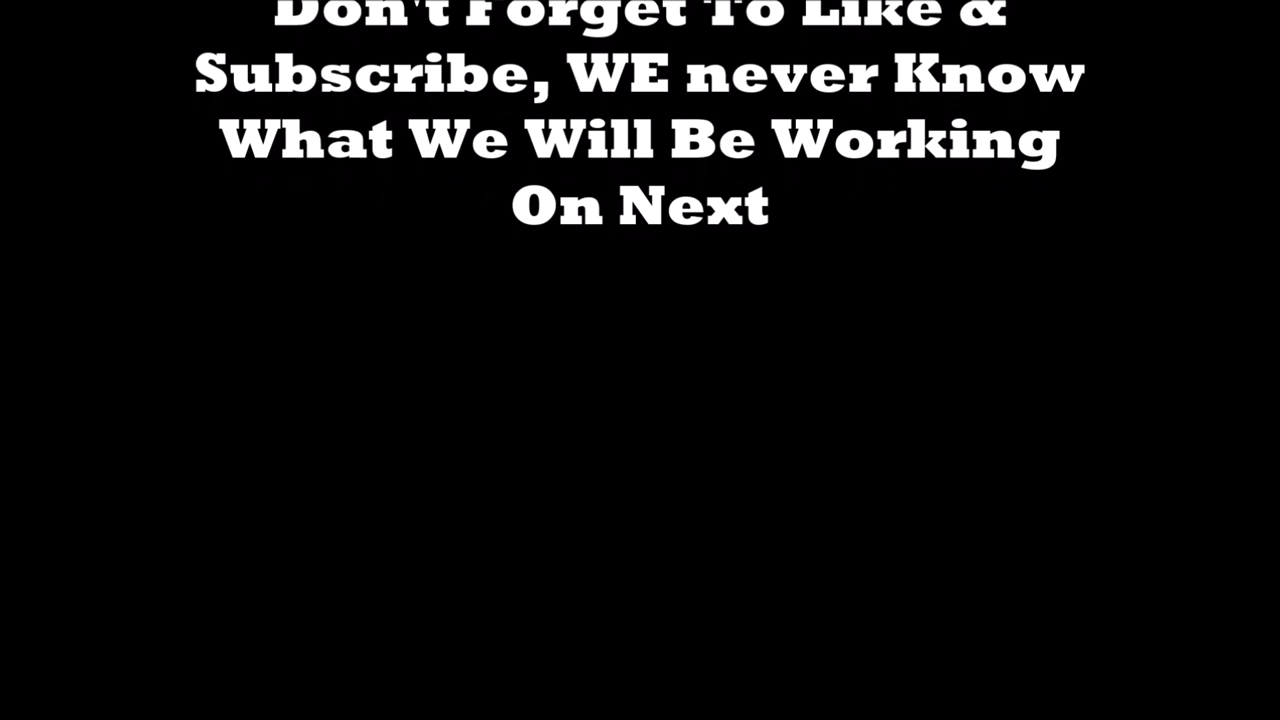 Don't Forget To Like &
Subscribe, WE never Know
What We Will Be Working
On Next